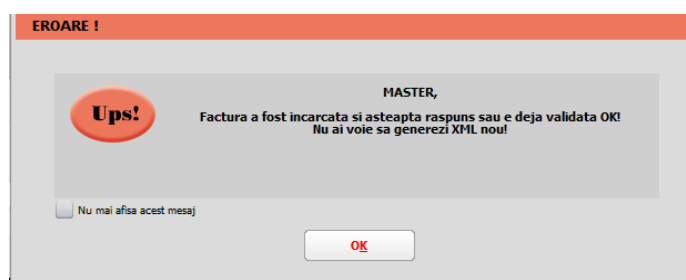 EROARE !
MASTER,
Ups!
Factura a fost incarcata si asteapta raspuns sau e deja validata OK!
Nu ai voie sa generezi XML nou!
Nu mai afisa acest mesaj
OK